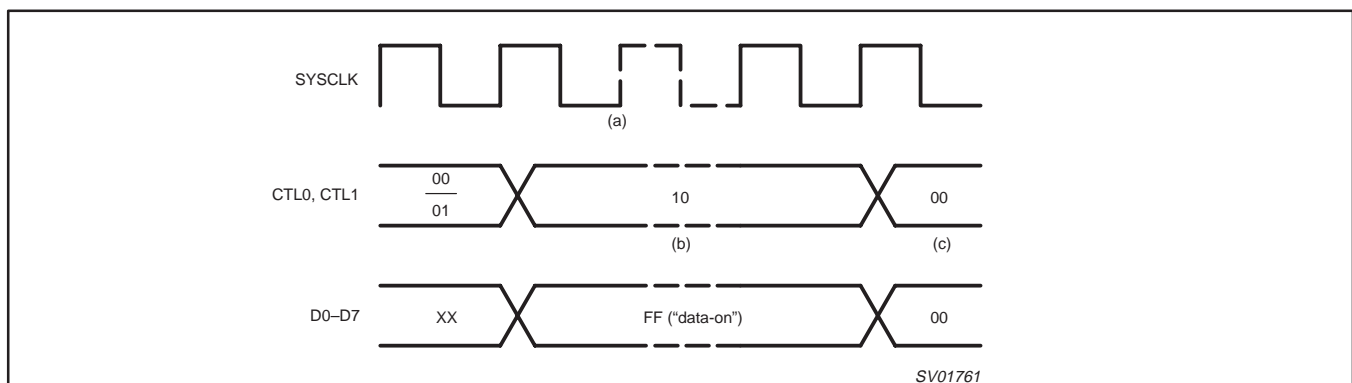 SYSCLK
(a)
CTL0, CTL1
00
01
10
00
(b)
(c)
D0–D7
XX
FF (“data-on”)
00
SV01761